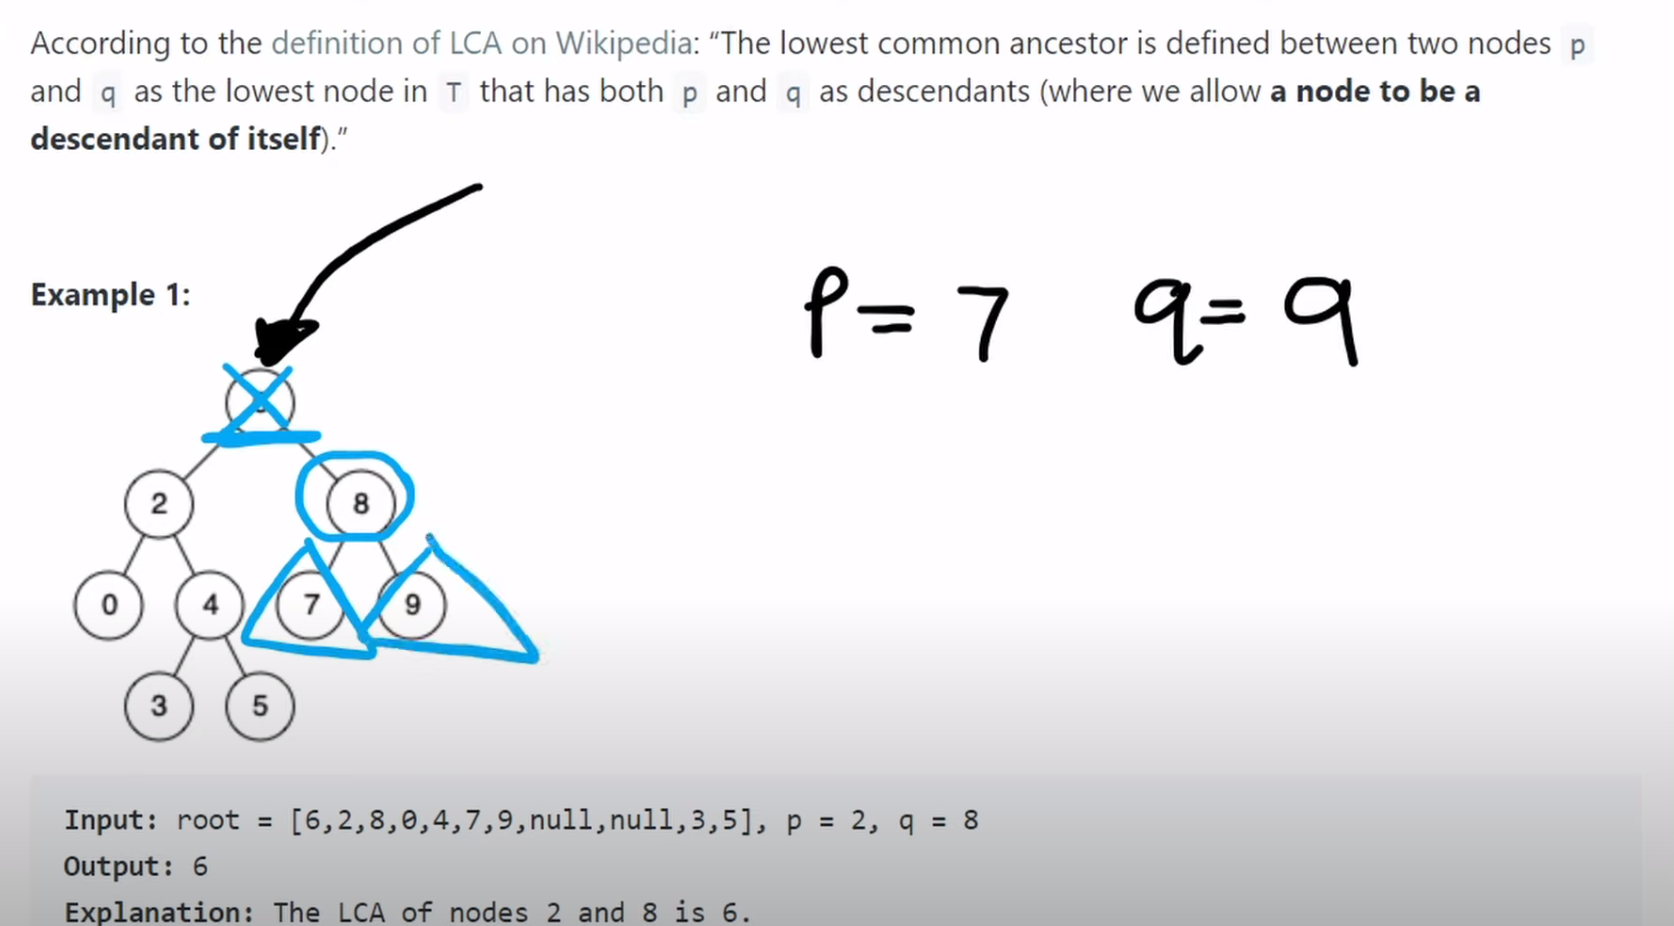 According to the definition of LCA on Wikipedia: “The lowest common ancestor is defined between two nodes p
and q as the lowest node in T that has both p and q as descendants (where we allow a node to be a
descendant of itself).”
Example 1:
p = 7 q = 9
2
8
0
4
7
9
3
5
Input: root = [6,2,8,0,4,7,9,null,null,3,5], p = 2, q = 8
Output: 6
Explanation: The LCA of nodes 2 and 8 is 6.